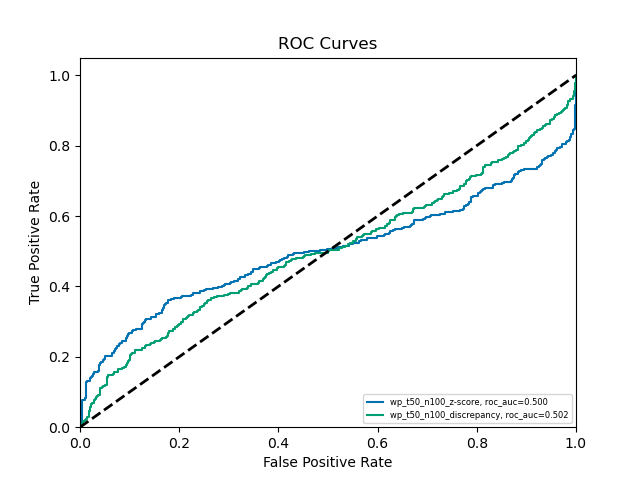 ROC Curves
1.0
0.8
0.6
0.4
0.2
0.0
True Positive Rate
wp_t50_n100_z-score, roc_auc=0.500
wp_t50_n100_discrepancy, roc_auc=0.502
0.0 0.2 0.4 0.6 0.8 1.0
False Positive Rate